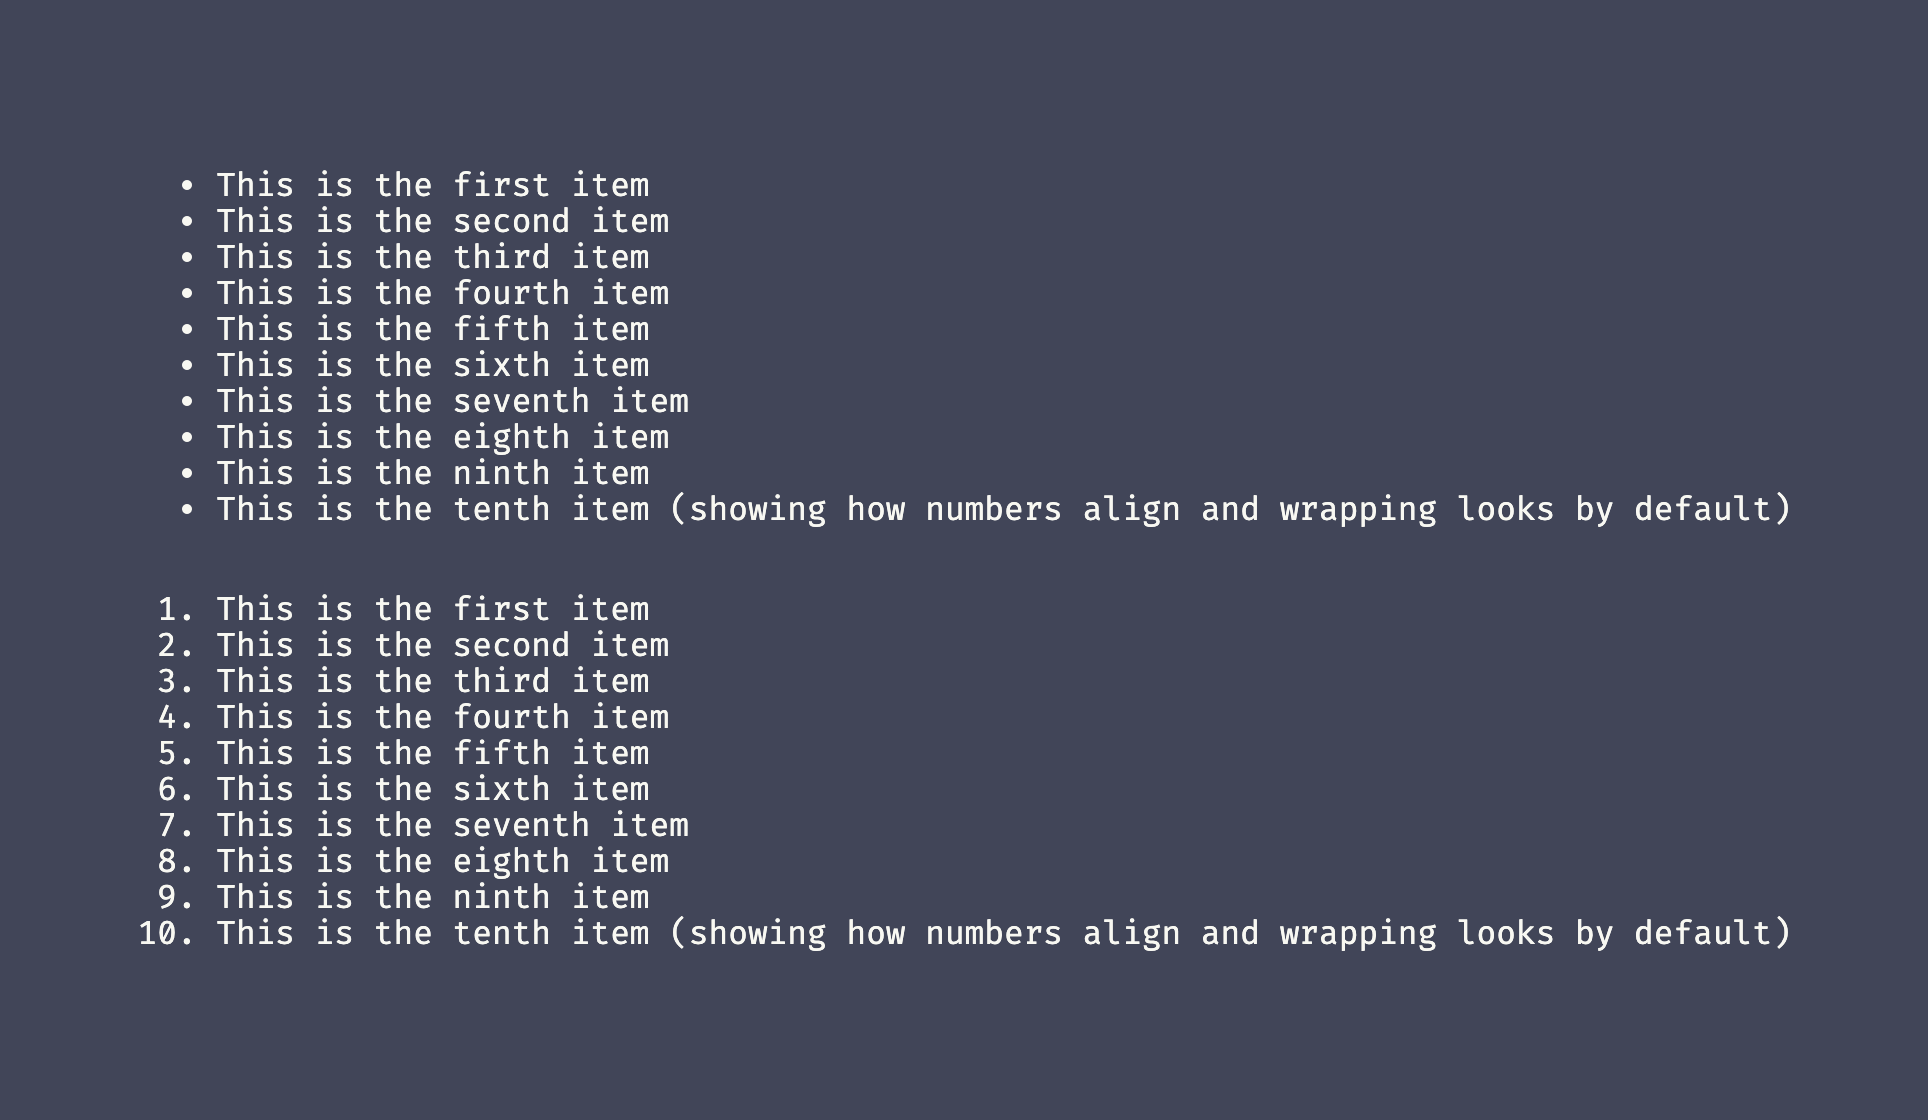 • This is the first item
• This is the second item
• This is the third item
• This is the fourth item
• This is the fifth item
• This is the sixth item
• This is the seventh item
• This is the eighth item
• This is the ninth item
• This is the tenth item (showing how numbers align and wrapping looks by default)
1. This is the first item
2. This is the second item
3. This is the third item
4. This is the fourth item
5. This is the fifth item
6. This is the sixth item
7. This is the seventh item
8. This is the eighth item
9. This is the ninth item
10. This is the tenth item (showing how numbers align and wrapping looks by default)